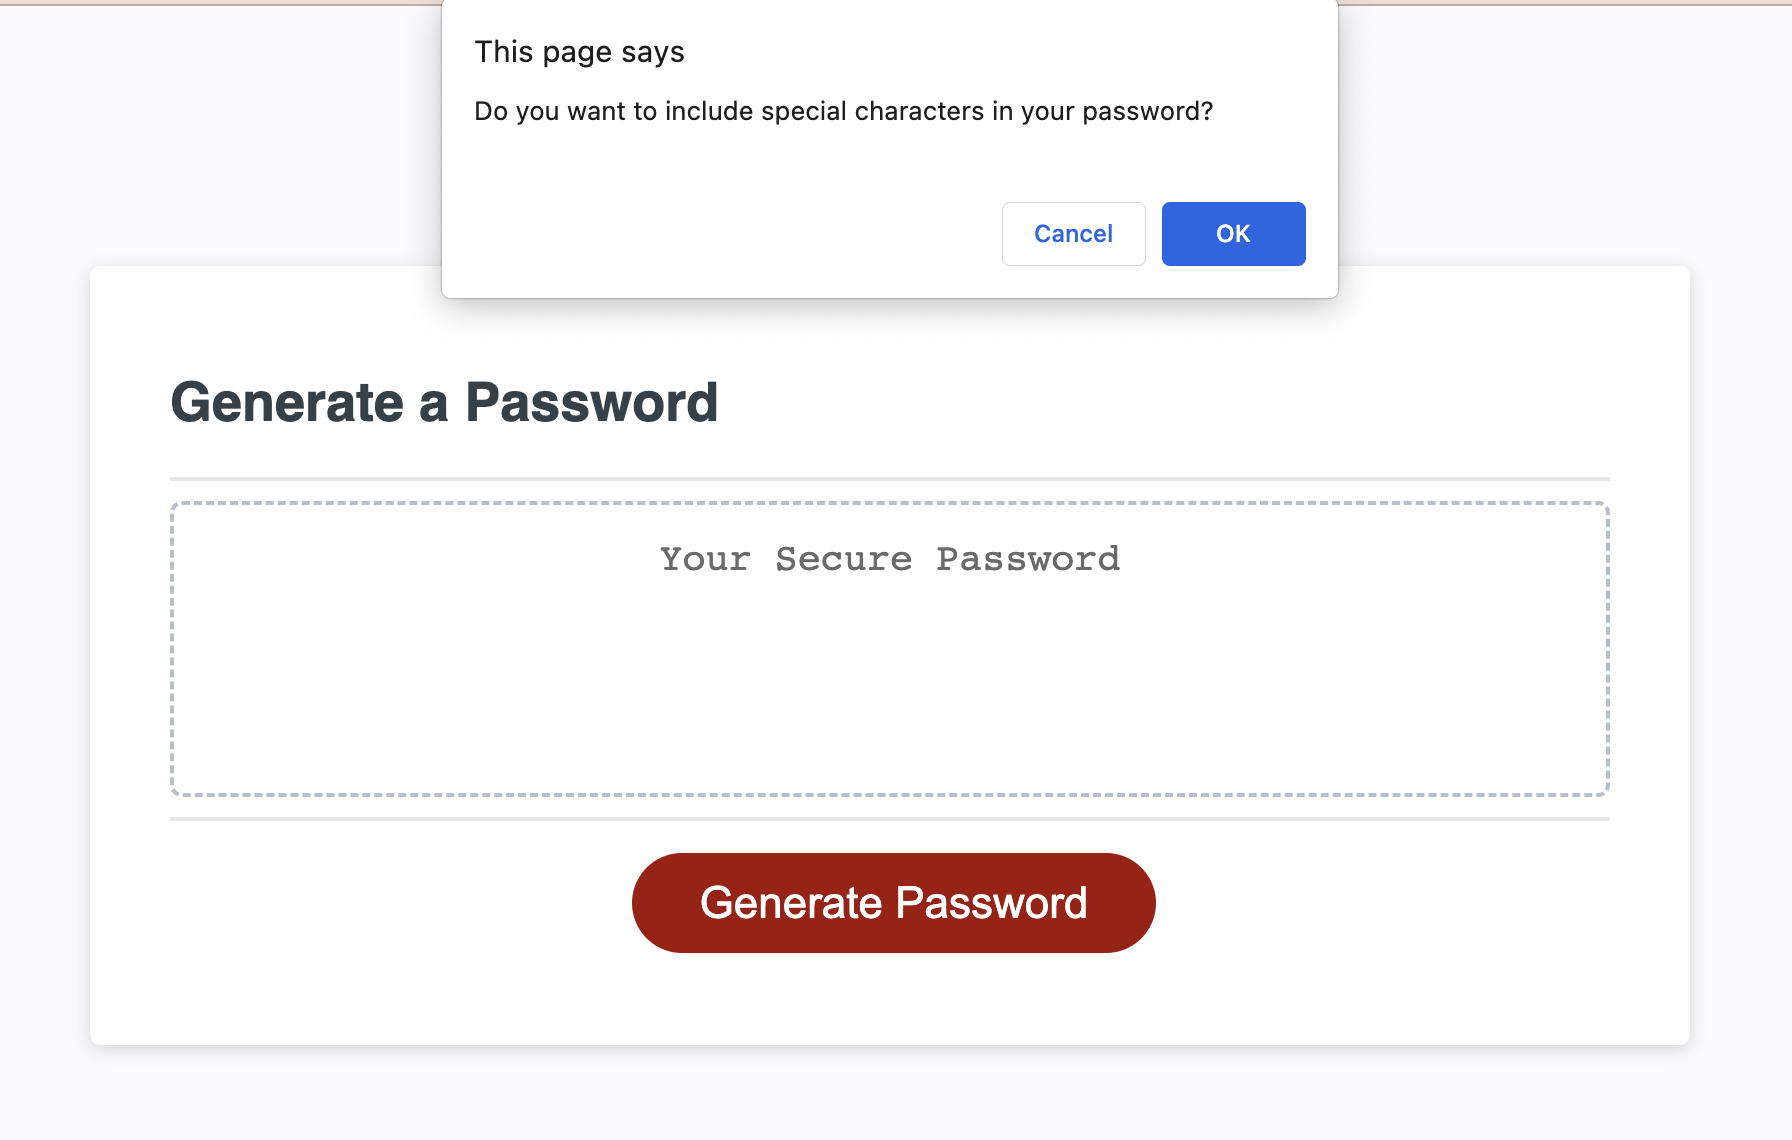 This page says
Do you want to include special characters in your password?
Cancel OK
Generate a Password
Your Secure Password
Generate Password